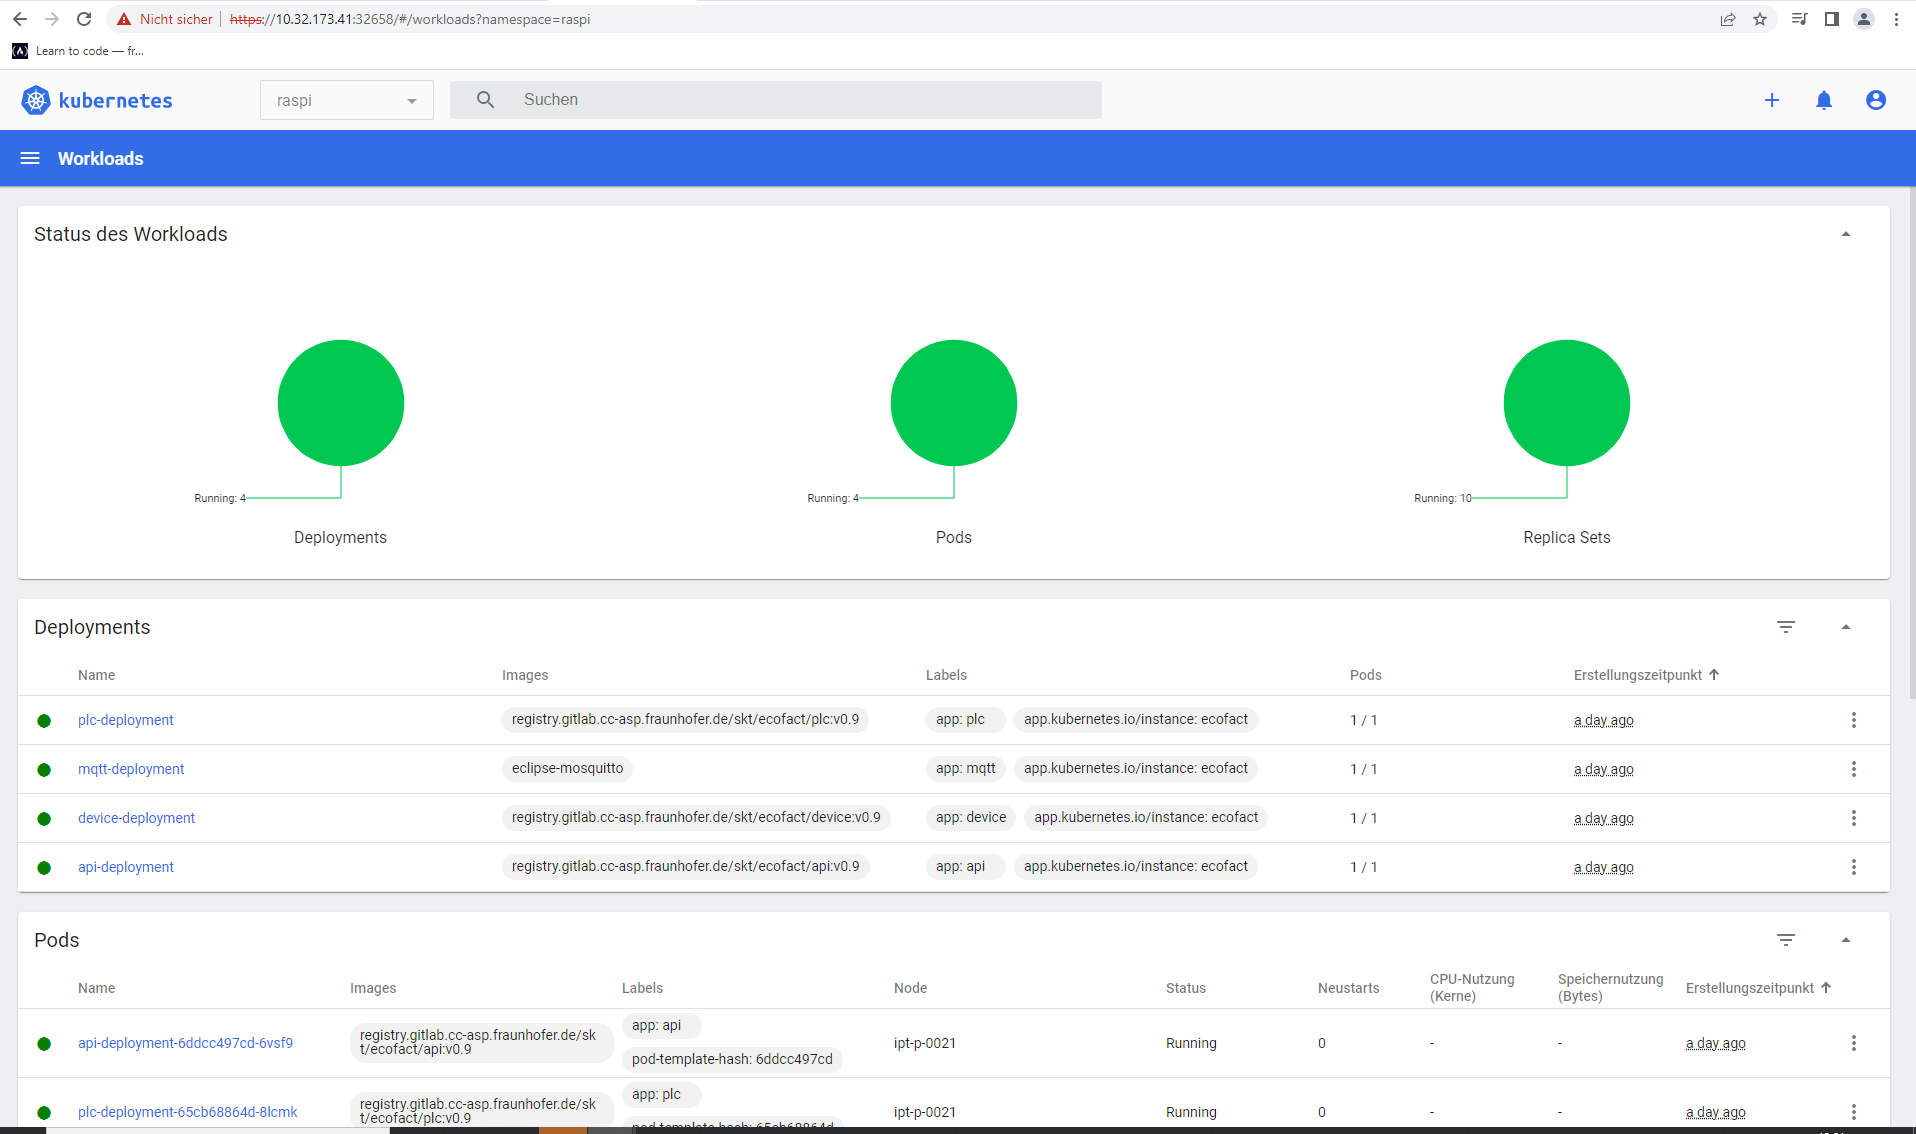 Nicht sicher https://10.32.173.41:32658/#/workloads?namespace=raspi
Learn to code — fr...
kubernetes raspi Suchen
Workloads
Status des Workloads
Running: 4 Running: 4 Running: 10
Deployments Pods Replica Sets
Deployments
Name Images Labels Pods Erstellungszeitpunkt
plc-deployment registry.gitlab.cc-asp.fraunhofer.de/skt/ecofact/plc:v0.9 app: plc app.kubernetes.io/instance: ecofact 1 / 1 a day ago
mqtt-deployment eclipse-mosquitto app: mqtt app.kubernetes.io/instance: ecofact 1 / 1 a day ago
device-deployment registry.gitlab.cc-asp.fraunhofer.de/skt/ecofact/device:v0.9 app: device app.kubernetes.io/instance: ecofact 1 / 1 a day ago
api-deployment registry.gitlab.cc-asp.fraunhofer.de/skt/ecofact/api:v0.9 app: api app.kubernetes.io/instance: ecofact 1 / 1 a day ago
Pods
Name Images Labels Node Status Neustarts CPU-Nutzung (Kerne) Speichernutzung (Bytes) Erstellungszeitpunkt
app: api
api-deployment-6ddcc497cd-6vsf9 registry.gitlab.cc-asp.fraunhofer.de/sk ipt-p-0021 Running 0 - - a day ago
t/ecofact/api:v0.9
pod-template-hash: 6ddcc497cd
app: plc
plc-deployment-65cb68864d-8lcmk registry.gitlab.cc-asp.fraunhofer.de/sk ipt-p-0021 Running 0 - - a day ago
t/ecofact/plc:v0.9
pod-template-hash: 65cb68864d